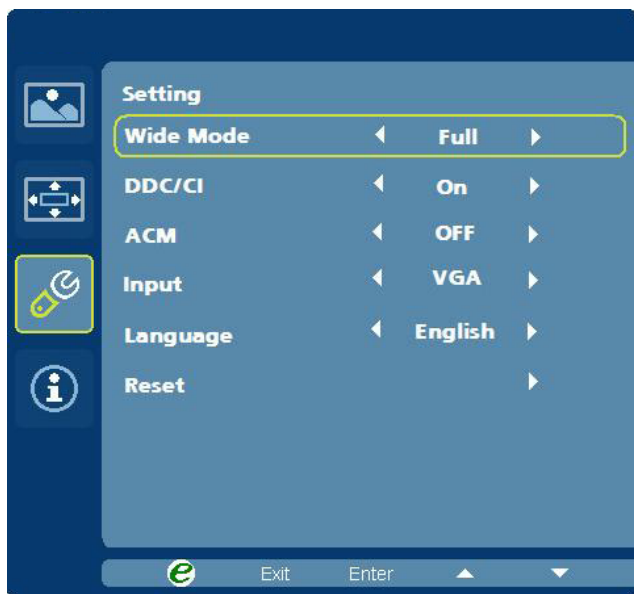 Setting
Wide Mode Full
DDC/CI On
ACM OFF
Input VGA
Language English
Reset
e Exit Enter